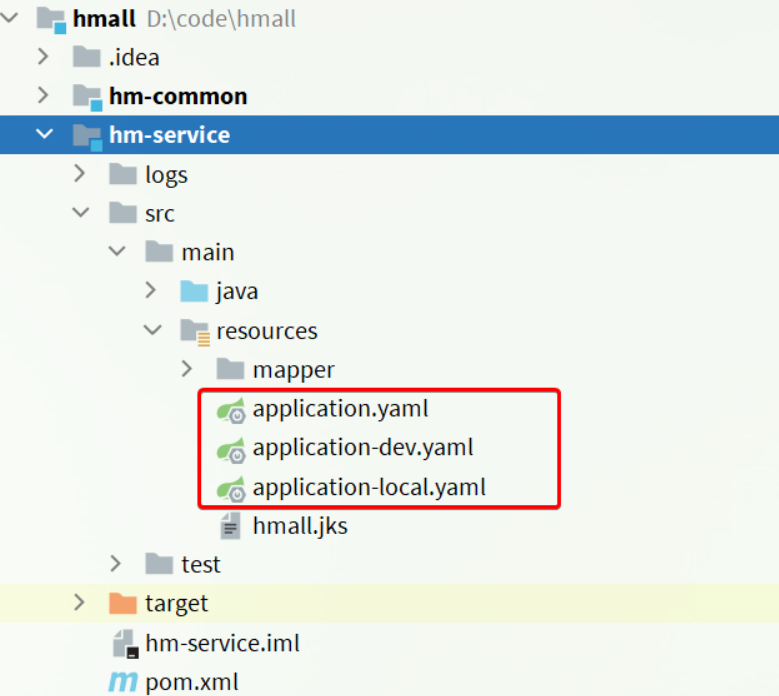 hmall D:\code\hmall
.idea
hm-common
hm-service
logs
src
main
java
resources
mapper
application.yaml
application-dev.yaml
application-local.yaml
hmall.jks
test
target
hm-service.iml
m pom.xml